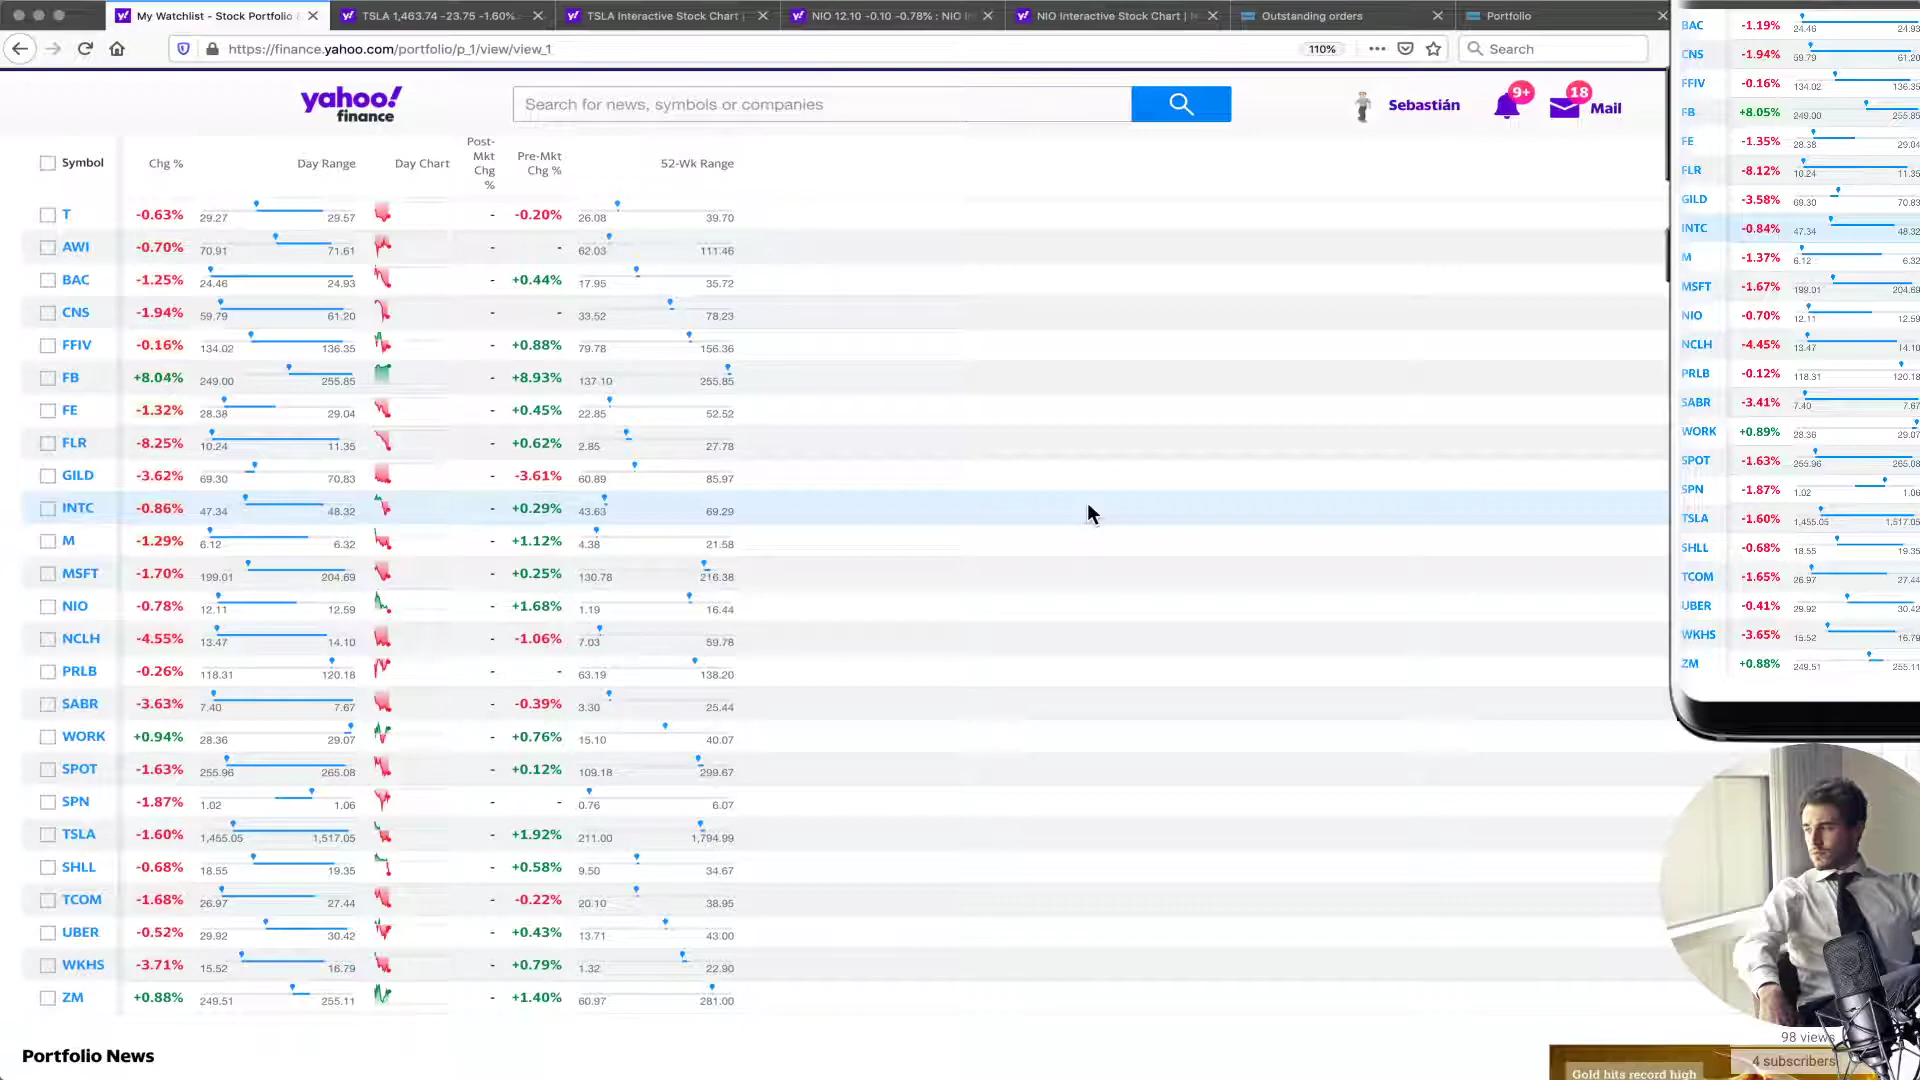 My Watchlist - Stock Portfolio
TSLA 1,463.74 -23.75 -1.60%
TSLA Interactive Stock Chart |
NIO 12.10 -0.10 -0.78% : NIO
NIO Interactive Stock Chart |
Outstanding orders
Portfolio
https://finance.yahoo.com/portfolio/p_1/view/view_1
110%
Search
yahoo!
finance
Search for news, symbols or companies
Sebastián
9+
18
Mail
Symbol
Chg %
Day Range
Day Chart
Post-
Mkt
Chg
%
Pre-Mkt
Chg %
52-Wk Range
T -0.63% 29.27 29.57 - -0.20% 26.08 39.70
AWI -0.70% 70.91 71.61 - - 62.03 111.46
BAC -1.25% 24.46 24.93 - +0.44% 17.95 35.72
CNS -1.94% 59.79 61.20 - - 33.52 78.23
FFIV -0.16% 134.02 136.35 - +0.88% 79.78 156.36
FB +8.04% 249.00 255.85 - +8.93% 137.10 255.85
FE -1.32% 28.38 29.04 - +0.45% 22.85 52.52
FLR -8.25% 10.24 11.35 - +0.62% 2.85 27.78
GILD -3.62% 69.30 70.83 - -3.61% 60.89 85.97
INTC -0.86% 47.34 48.32 - +0.29% 43.63 69.29
M -1.29% 6.12 6.32 - +1.12% 4.38 21.58
MSFT -1.70% 199.01 204.69 - +0.25% 130.78 216.38
NIO -0.78% 12.11 12.59 - +1.68% 1.19 16.44
NCLH -4.55% 13.47 14.10 - -1.06% 7.03 59.78
PRLB -0.26% 118.31 120.18 - - 63.19 138.20
SABR -3.63% 7.40 7.67 - -0.39% 3.30 25.44
WORK +0.94% 28.36 29.07 - +0.76% 15.10 40.07
SPOT -1.63% 255.96 265.08 - +0.12% 109.18 299.67
SPN -1.87% 1.02 1.06 - - 0.76 6.07
TSLA -1.60% 1,455.05 1,517.05 - +1.92% 211.00 1,794.99
SHLL -0.68% 18.55 19.35 - +0.58% 9.50 34.67
TCOM -1.68% 26.97 27.44 - -0.22% 20.10 38.95
UBER -0.52% 29.92 30.42 - +0.43% 13.71 43.00
WKHS -3.71% 15.52 16.79 - +0.79% 1.32 22.90
ZM +0.88% 249.51 255.11 - +1.40% 60.97 281.00
Portfolio News
BAC -1.19% 24.46 24.93
CNS -1.94% 59.79 61.20
FFIV -0.16% 134.02 136.35
FB +8.05% 249.00 255.85
FE -1.35% 28.38 29.04
FLR -8.12% 10.24 11.35
GILD -3.58% 69.30 70.83
INTC -0.84% 47.34 48.32
M -1.37% 6.12 6.32
MSFT -1.67% 199.01 204.69
NIO -0.70% 12.11 12.59
NCLH -4.45% 13.47 14.10
PRLB -0.12% 118.31 120.18
SABR -3.41% 7.40 7.67
WORK +0.89% 28.36 29.07
SPOT -1.63% 255.96 265.08
SPN -1.87% 1.02 1.06
TSLA -1.60% 1,455.05 1,517.05
SHLL -0.68% 18.55 19.35
TCOM -1.65% 26.97 27.44
UBER -0.41% 29.92 30.42
WKHS -3.65% 15.52 16.79
ZM +0.88% 249.51 255.11
98 views
4 subscribers
Gold hits record high